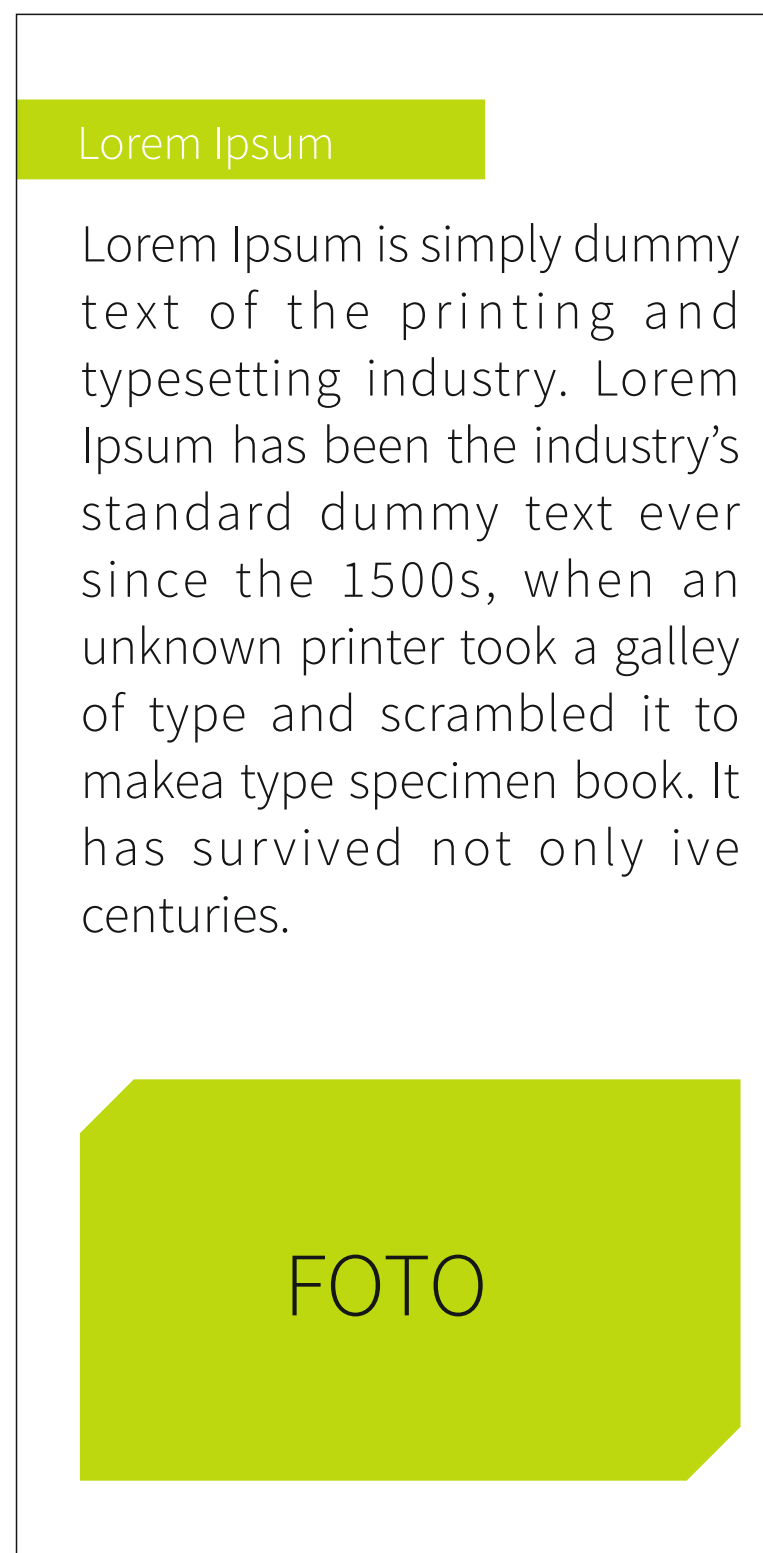 Lorem Ipsum
Lorem Ipsum is simply dummy
text of the printing and
typesetting industry. Lorem
Ipsum has been the industry’s
standard dummy text ever
since the 1500s, when an
unknown printer took a galley
of type and scrambled it to
makea type specimen book. It
has survived not only ive
centuries.
FOTO